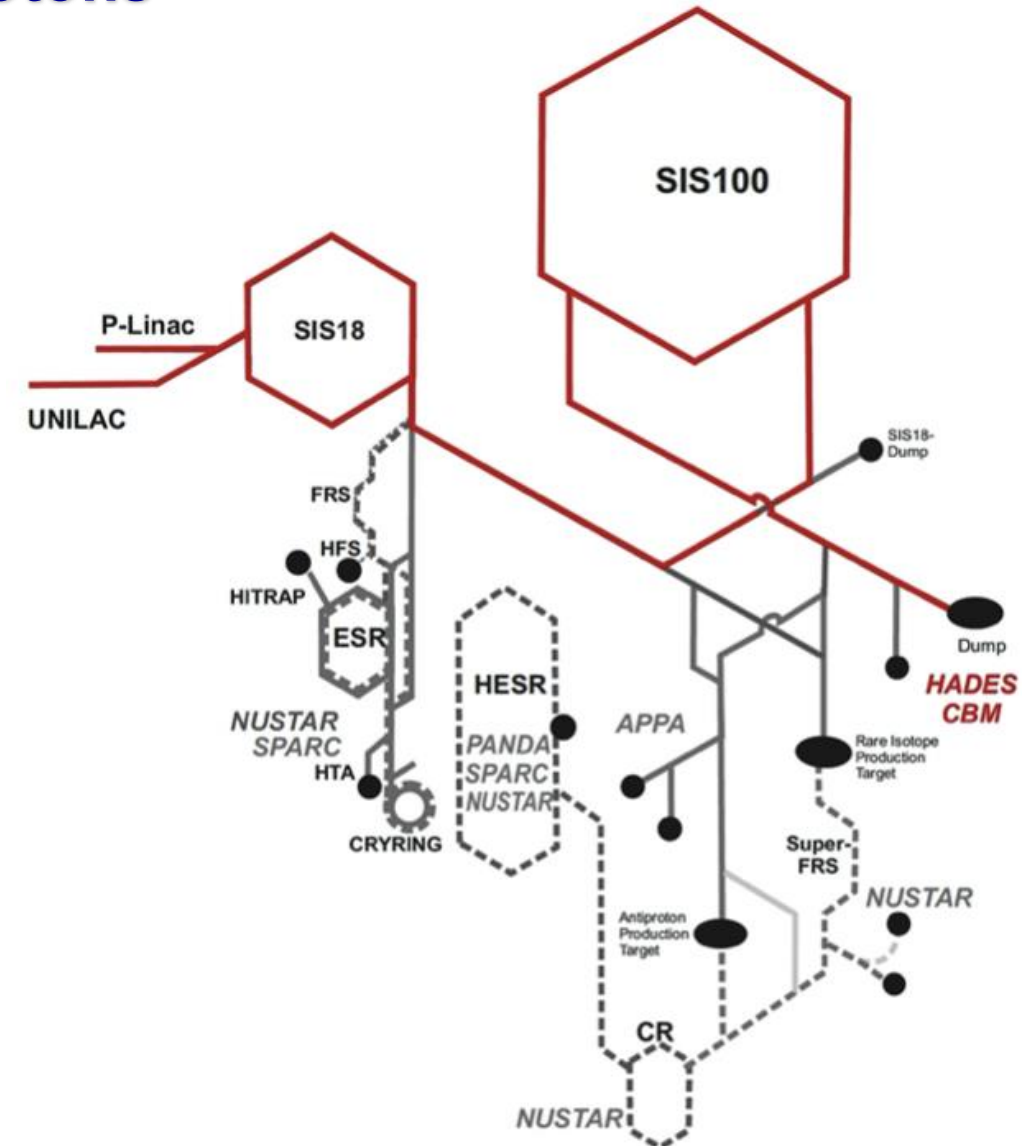 SIS100
P-Linac
SIS18
UNILAC
SIS18-
Dump
FRS
HFS
HITRAP
ESR
Dump
HESR
HADES
CBM
NUSTAR
SPARC
APPA
PANDA
SPARC
NUSTAR
Rare Isotope
Production
Target
HTA
CRYRING
Super-
FRS
NUSTAR
Antiproton
Production
Target
CR
NUSTAR